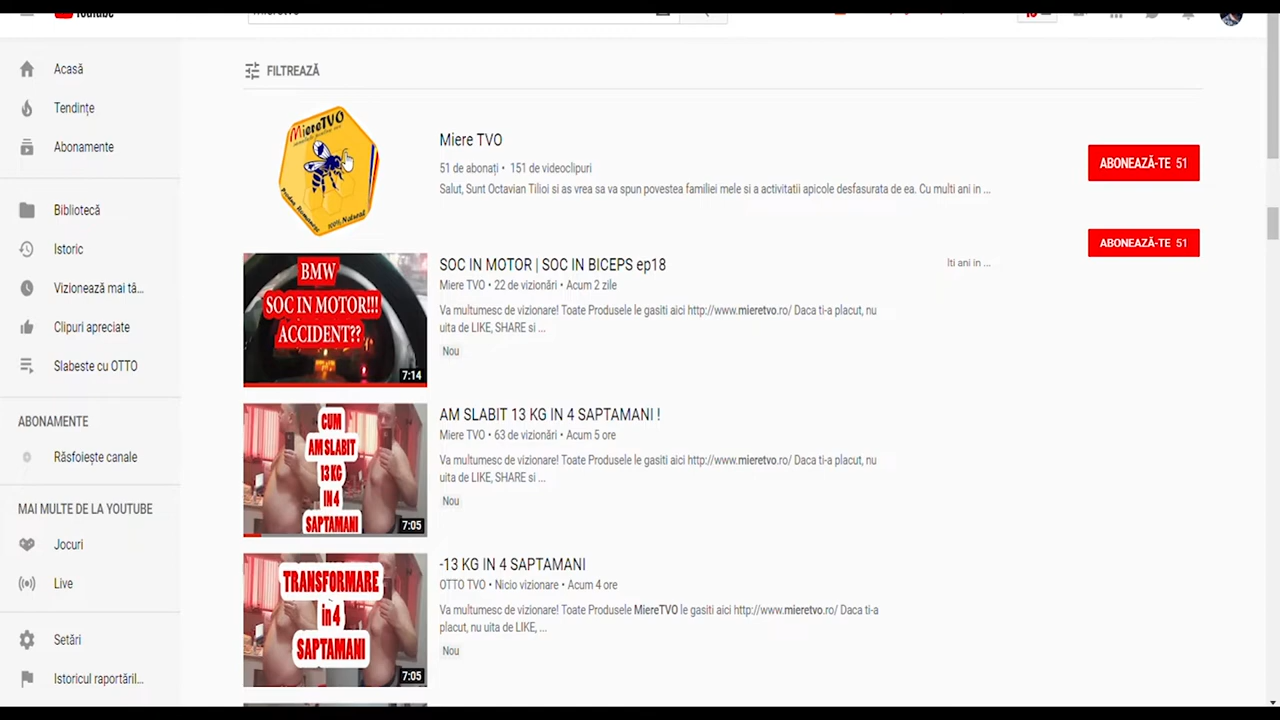 YouTube
Acasă
Tendințe
Abonamente
Bibliotecă
Istoric
Vizionează mai tâ...
Clipuri apreciate
Slabeste cu OTTO
ABONAMENTE
Răsfoiește canale
MAI MULTE DE LA YOUTUBE
Jocuri
Live
Setări
Istoricul raportăril...
FILTREAZĂ
MiereTVO
Produs Romanesc
100% Natural
Miere TVO
51 de abonați • 151 de videoclipuri
Salut, Sunt Octavian Tilioi si as vrea sa va spun povestea familiei mele si a activitatii apicole desfasurata de ea. Cu multi ani in ...
ABONEAZĂ-TE 51
ABONEAZĂ-TE 51
lti ani in ...
BMW
SOC IN MOTOR!!!
ACCIDENT??
7:14
SOC IN MOTOR | SOC IN BICEPS ep18
Miere TVO • 22 de vizionări • Acum 2 zile
Va multumesc de vizionare! Toate Produsele le gasiti aici http://www.mieretvo.ro/ Daca ti-a placut, nu
uita de LIKE, SHARE si ...
Nou
CUM
AM SLABIT
13 KG
IN 4
SAPTAMANI
7:05
AM SLABIT 13 KG IN 4 SAPTAMANI !
Miere TVO • 63 de vizionări • Acum 5 ore
Va multumesc de vizionare! Toate Produsele le gasiti aici http://www.mieretvo.ro/ Daca ti-a placut, nu
uita de LIKE, SHARE si ...
Nou
TRANSFORMARE
in 4
SAPTAMANI
7:05
-13 KG IN 4 SAPTAMANI
OTTO TVO • Nicio vizionare • Acum 4 ore
Va multumesc de vizionare! Toate Produsele MiereTVO le gasiti aici http://www.mieretvo.ro/ Daca ti-a
placut, nu uita de LIKE, ...
Nou